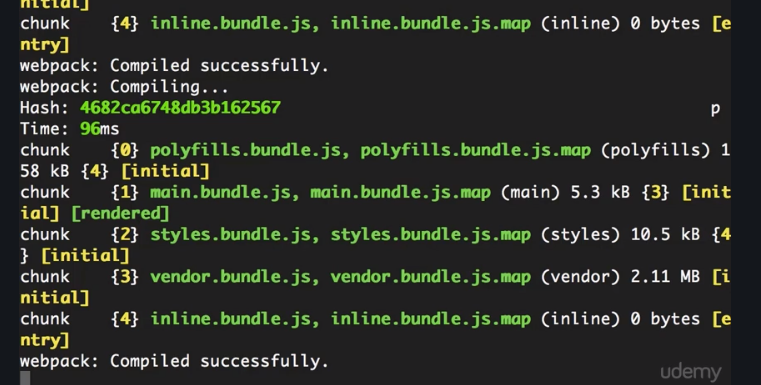 nitial]
chunk    {4} inline.bundle.js, inline.bundle.js.map (inline) 0 bytes [e
ntry]
webpack: Compiled successfully.
webpack: Compiling...
Hash: 4682ca6748db3b162567 p
Time: 96ms
chunk    {0} polyfills.bundle.js, polyfills.bundle.js.map (polyfills) 1
58 kB {4} [initial]
chunk    {1} main.bundle.js, main.bundle.js.map (main) 5.3 kB {3} [init
ial] [rendered]
chunk    {2} styles.bundle.js, styles.bundle.js.map (styles) 10.5 kB {4
} [initial]
chunk    {3} vendor.bundle.js, vendor.bundle.js.map (vendor) 2.11 MB [i
nitial]
chunk    {4} inline.bundle.js, inline.bundle.js.map (inline) 0 bytes [e
ntry]
webpack: Compiled successfully.
udemy